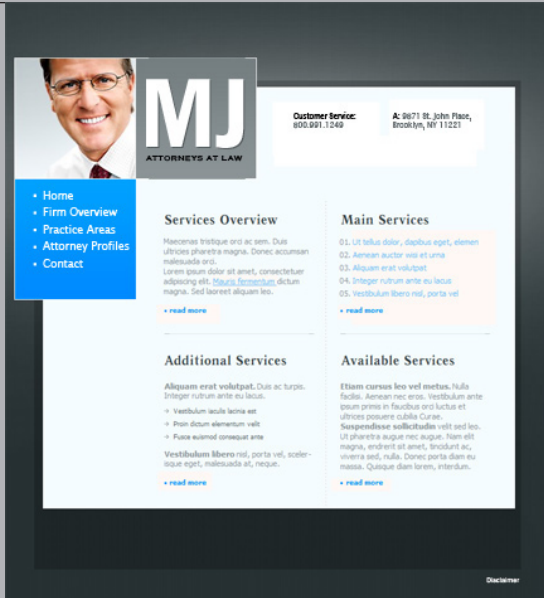 MJ
ATTORNEYS AT LAW
Customer Service:
800.991.1249
A: 9871 St. John Place,
Brooklyn, NY 11221
• Home
• Firm Overview
• Practice Areas
• Attorney Profiles
• Contact
Services Overview
Maecenas tristique orci ac sem. Duis
ultricies pharetra magna. Donec accumsan
malesuada orci.
Lorem ipsum dolor sit amet, consectetuer
adipiscing elit. Mauris fermentum dictum
magna. Sed laoreet aliquam leo.
• read more
Main Services
01. Ut tellus dolor, dapibus eget, elemen
02. Aenean auctor wisi et urna
03. Aliquam erat volutpat
04. Integer rutrum ante eu lacus
05. Vestibulum libero nisl, porta vel
• read more
Additional Services
Aliquam erat volutpat. Duis ac turpis.
Integer rutrum ante eu lacus.
Vestibulum iaculis lacinia est
Proin dictum elementum velit
Fusce euismod consequat ante
Vestibulum libero nisl, porta vel, sceler-
isque eget, malesuada at, neque.
• read more
Available Services
Etiam cursus leo vel metus. Nulla
facilisi. Aenean nec eros. Vestibulum ante
ipsum primis in faucibus orci luctus et
ultrices posuere cubilia Curae.
Suspendisse sollicitudin velit sed leo.
Ut pharetra augue nec augue. Nam elit
magna, endrerit sit amet, tincidunt ac,
viverra sed, nulla. Donec porta diam eu
massa. Quisque diam lorem, interdum.
• read more
Disclaimer